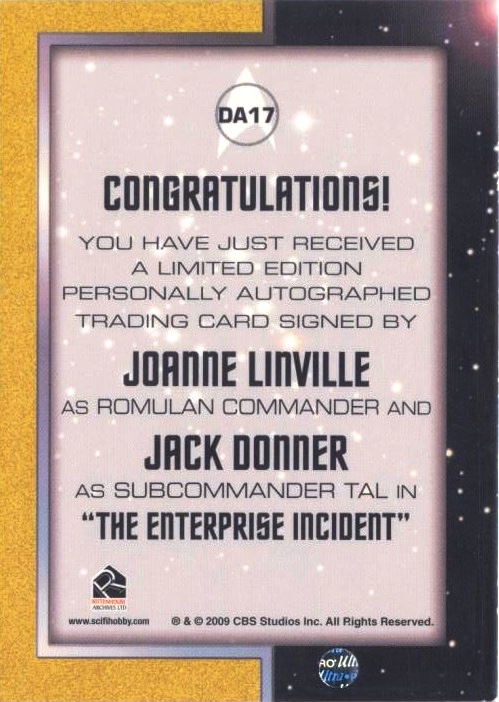 DA17
CONGRATULATIONS!
YOU HAVE JUST RECEIVED
A LIMITED EDITION
PERSONALLY AUTOGRAPHED
TRADING CARD SIGNED BY
JOANNE LINVILLE
AS ROMULAN COMMANDER AND
JACK DONNER
AS SUBCOMMANDER TAL IN
"THE ENTERPRISE INCIDENT"
RITTENHOUSE
ARCHIVES LTD
www.scifihobby.com ® & © 2009 CBS Studios Inc. All Rights Reserved.